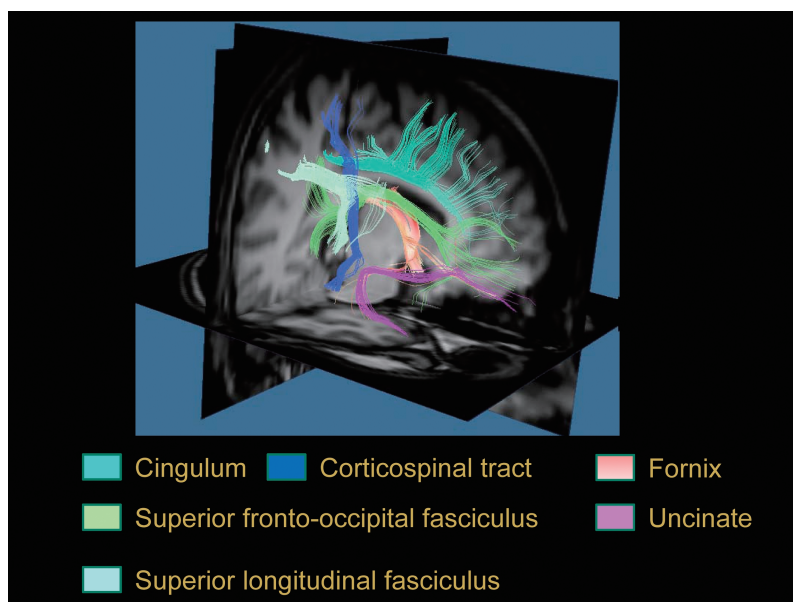 Cingulum Corticospinal tract Fornix
Superior fronto-occipital fasciculus Uncinate
Superior longitudinal fasciculus